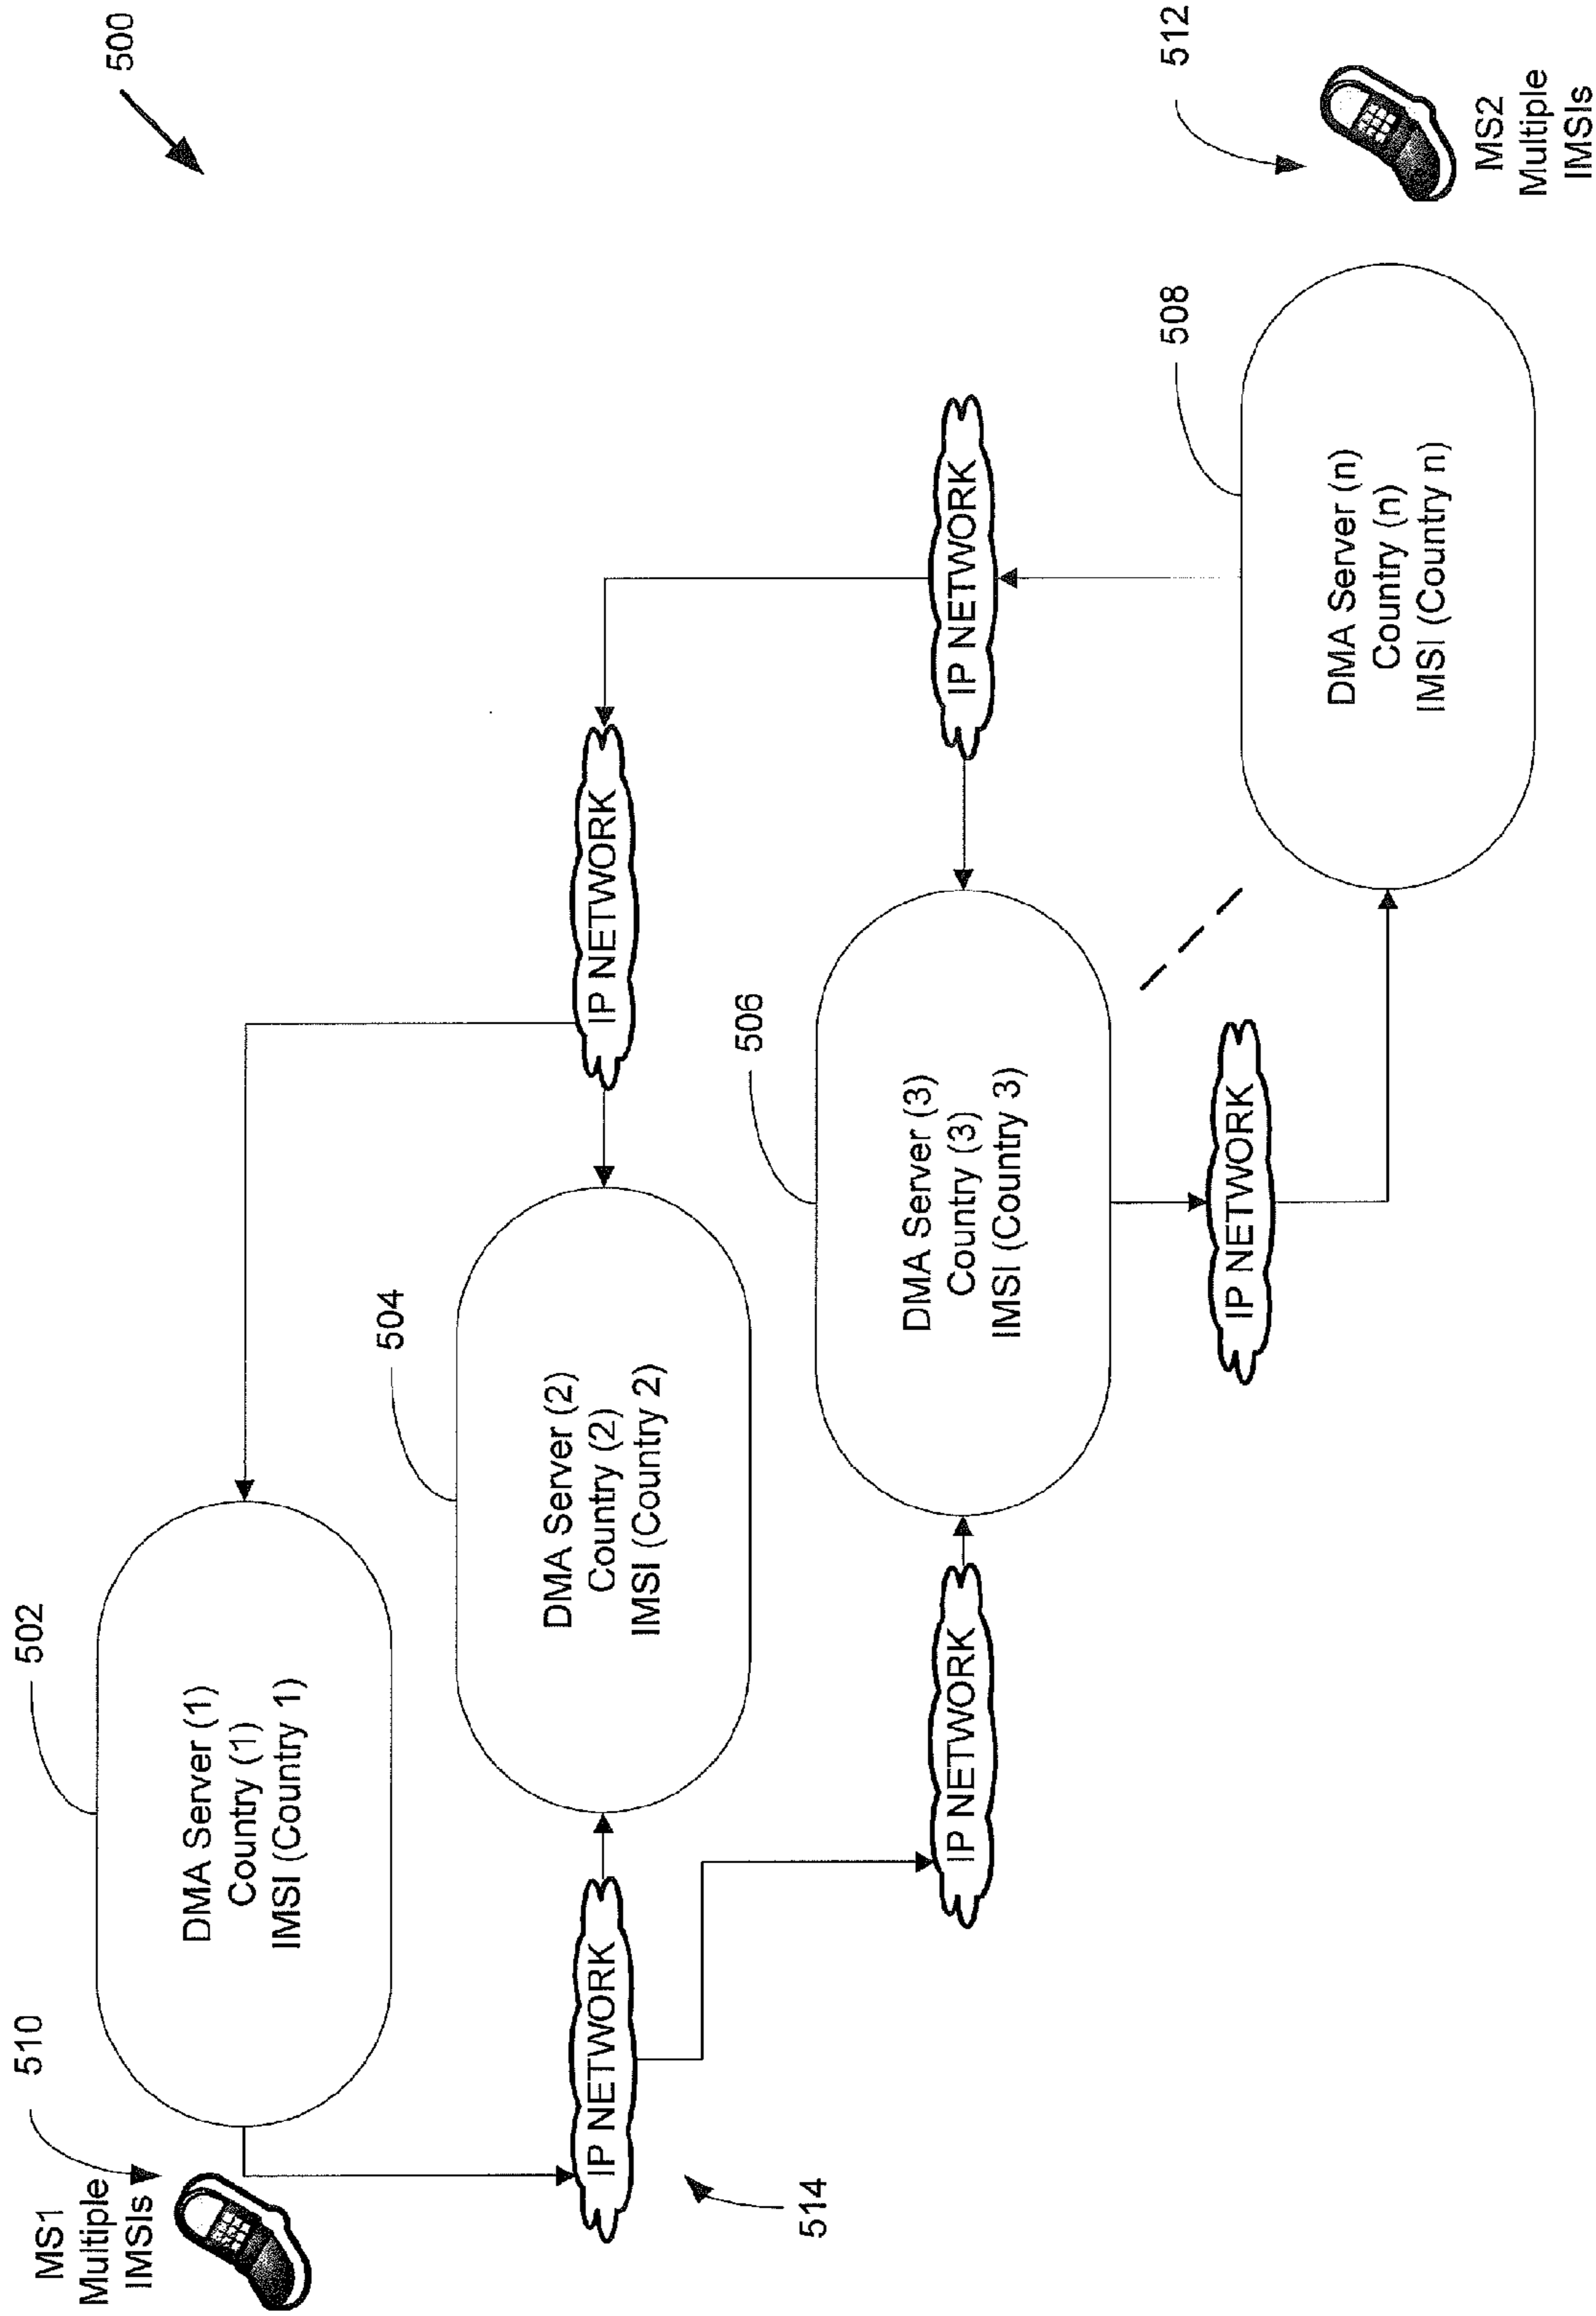 500
MS1
Multiple
IMSIs
510
502
DMA Server (1)
Country (1)
IMSI (Country 1)
504
DMA Server (2)
Country (2)
IMSI (Country 2)
IP NETWORK
IP NETWORK
514
506
DMA Server (3)
Country (3)
IMSI (Country 3)
IP NETWORK
IP NETWORK
IP NETWORK
508
DMA Server (n)
Country (n)
IMSI (Country n)
512
MS2
Multiple
IMSIs